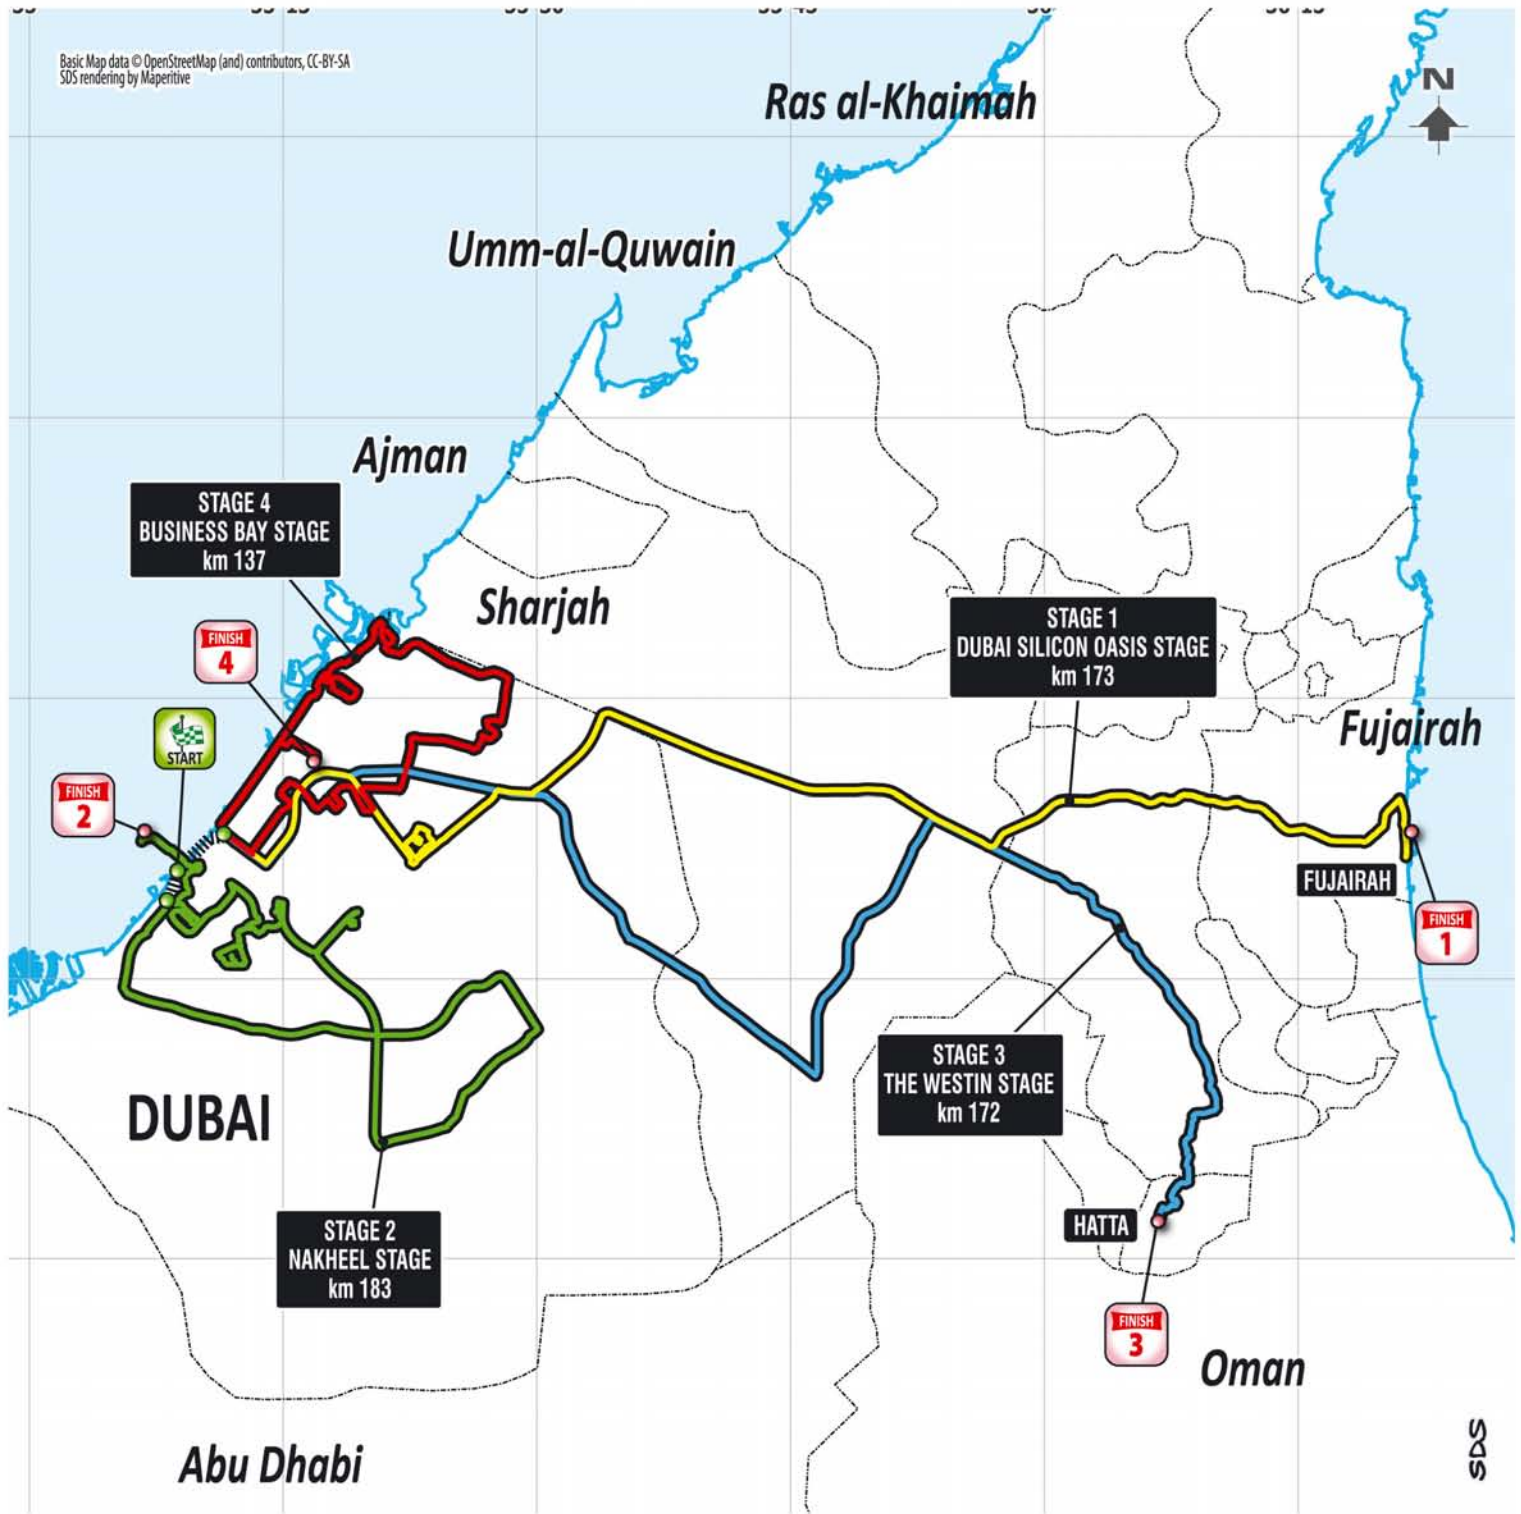 Basic Map data © OpenStreetMap (and) contributors, CC-BY-SA
SDS rendering by Maperitive
N
Ras al-Khaimah
Umm-al-Quwain
Ajman
STAGE 4
BUSINESS BAY STAGE
km 137
Sharjah
STAGE 1
DUBAI SILICON OASIS STAGE
km 173
FINISH
4
START
Fujairah
FINISH
2
FUJAIRAH
FINISH
1
STAGE 3
THE WESTIN STAGE
km 172
DUBAI
STAGE 2
NAKHEEL STAGE
km 183
HATTA
FINISH
3
Oman
Abu Dhabi
SDS